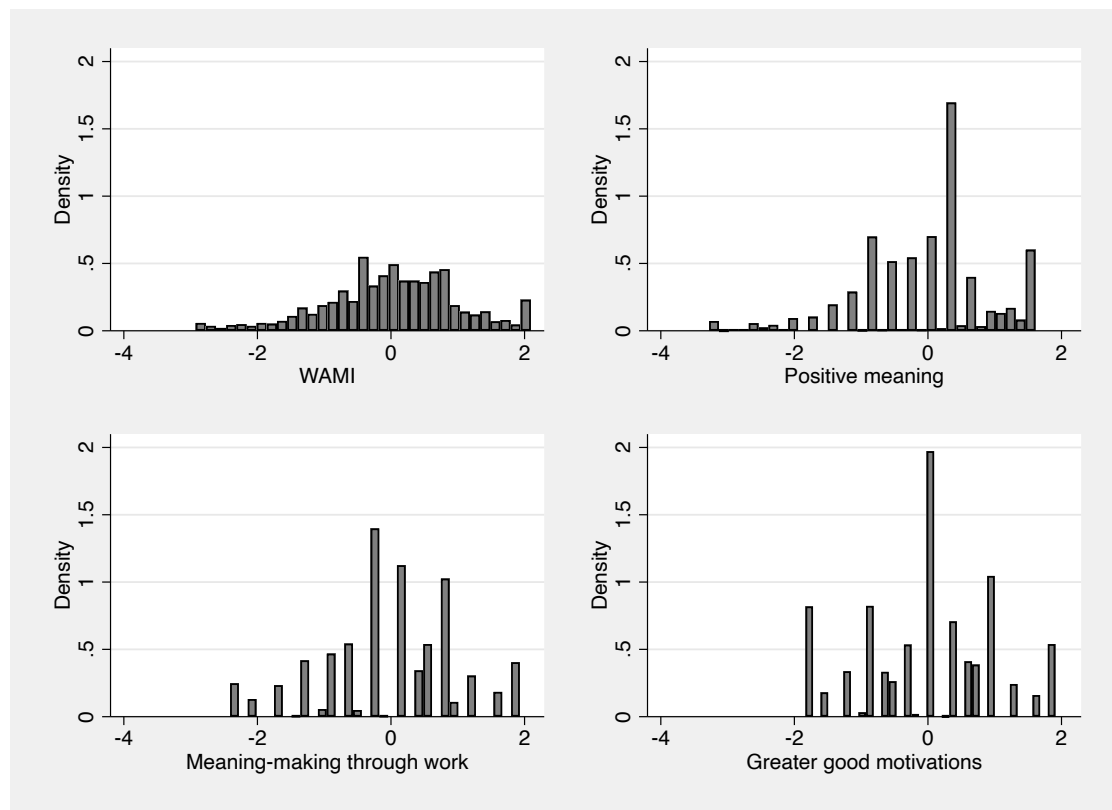 Density
0
.5
1
1.5
2
-4 -2 0 2
WAMI
Density
0
.5
1
1.5
2
-4 -2 0 2
Positive meaning
Density
0
.5
1
1.5
2
-4 -2 0 2
Meaning-making through work
Density
0
.5
1
1.5
2
-4 -2 0 2
Greater good motivations